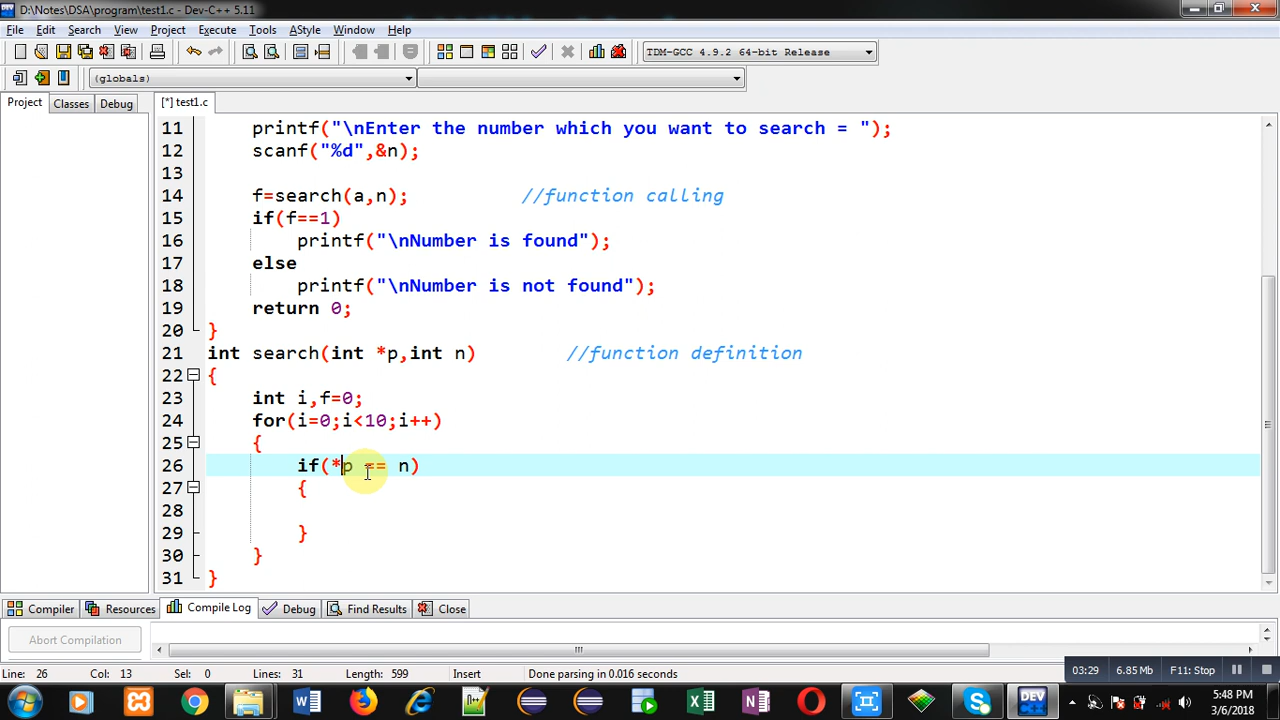 D:\Notes\DSA\program\test1.c - Dev-C++ 5.11
File Edit Search View Project Execute Tools AStyle Window Help
TDM-GCC 4.9.2 64-bit Release
(globals)
Project Classes Debug [*] test1.c
11 printf("\nEnter the number which you want to search = ");
12 scanf("%d",&n);
13
14 f=search(a,n); //function calling
15 if(f==1)
16 printf("\nNumber is found");
17 else
18 printf("\nNumber is not found");
19 return 0;
20 }
21 int search(int *p,int n) //function definition
22 {
23 int i,f=0;
24 for(i=0;i<10;i++)
25 {
26 if(*p == n)
27 {
28
29 }
30 }
31 }
Compiler Resources Compile Log Debug Find Results Close
Abort Compilation
Line: 26 Col: 13 Sel: 0 Lines: 31 Length: 599 Insert Done parsing in 0.016 seconds
03:29 6.85 Mb F11: Stop
DEV
5:48 PM
3/6/2018